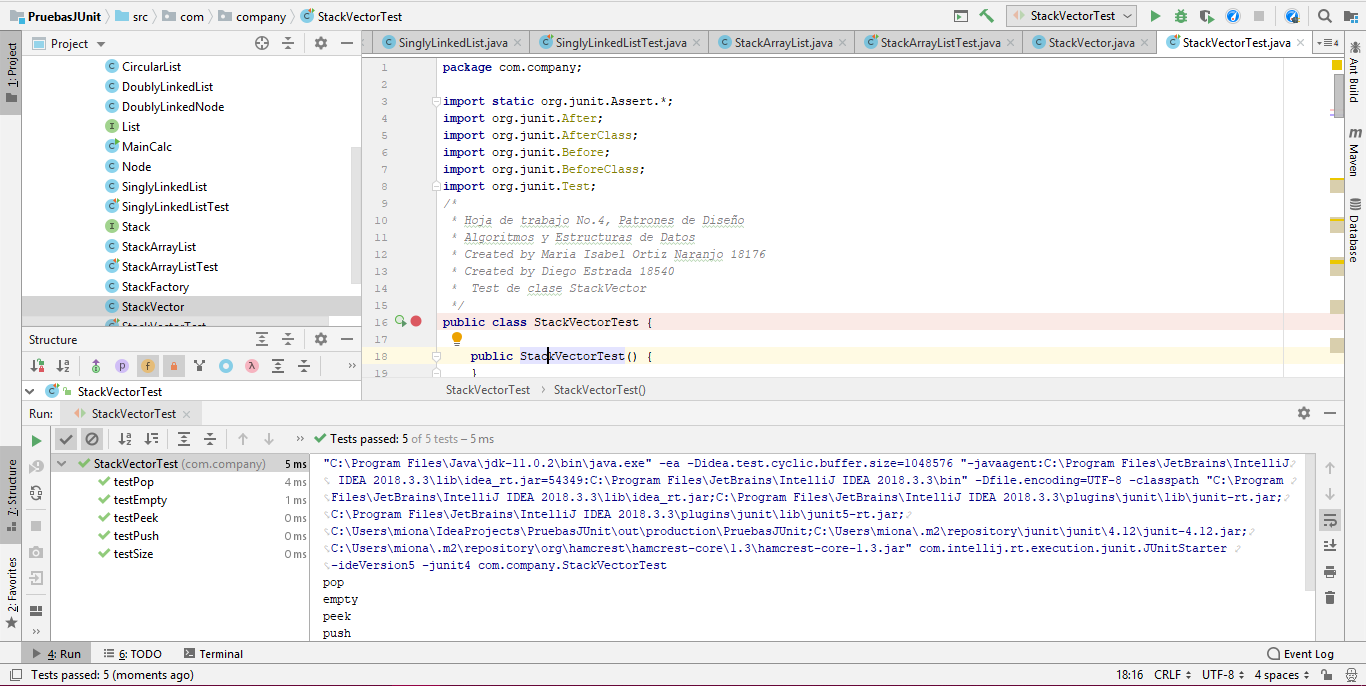 PruebasJUnit src com company StackVectorTest StackVectorTest
1: Project
Project
SinglyLinkedList.java SinglyLinkedListTest.java StackArrayList.java StackArrayListTest.java StackVector.java StackVectorTest.java 4
CircularList
DoublyLinkedList
DoublyLinkedNode
List
MainCalc
Node
SinglyLinkedList
SinglyLinkedListTest
Stack
StackArrayList
StackArrayListTest
StackFactory
StackVector
StackVectorTest
1 package com.company;
2
3 import static org.junit.Assert.*;
4 import org.junit.After;
5 import org.junit.AfterClass;
6 import org.junit.Before;
7 import org.junit.BeforeClass;
8 import org.junit.Test;
9 /*
10 * Hoja de trabajo No.4, Patrones de Diseño
11 * Algoritmos y Estructuras de Datos
12 * Created by Maria Isabel Ortiz Naranjo 18176
13 * Created by Diego Estrada 18540
14 * Test de clase StackVector
15 */
16 public class StackVectorTest {
17
18 public StackVectorTest() {
19 }
StackVectorTest StackVectorTest()
Ant Build
m Maven
Database
Structure
StackVectorTest
Run: StackVectorTest
7: Structure
2: Favorites
Tests passed: 5 of 5 tests – 5 ms
StackVectorTest (com.company) 5 ms
testPop 4 ms
testEmpty 1 ms
testPeek 0 ms
testPush 0 ms
testSize 0 ms
"C:\Program Files\Java\jdk-11.0.2\bin\java.exe" -ea -Didea.test.cyclic.buffer.size=1048576 "-javaagent:C:\Program Files\JetBrains\IntelliJ
IDEA 2018.3.3\lib\idea_rt.jar=54349:C:\Program Files\JetBrains\IntelliJ IDEA 2018.3.3\bin" -Dfile.encoding=UTF-8 -classpath "C:\Program
Files\JetBrains\IntelliJ IDEA 2018.3.3\lib\idea_rt.jar;C:\Program Files\JetBrains\IntelliJ IDEA 2018.3.3\plugins\junit\lib\junit-rt.jar;
C:\Program Files\JetBrains\IntelliJ IDEA 2018.3.3\plugins\junit\lib\junit5-rt.jar;
C:\Users\miona\IdeaProjects\PruebasJUnit\out\production\PruebasJUnit;C:\Users\miona\.m2\repository\junit\junit\4.12\junit-4.12.jar;
C:\Users\miona\.m2\repository\org\hamcrest\hamcrest-core\1.3\hamcrest-core-1.3.jar" com.intellij.rt.execution.junit.JUnitStarter
-ideVersion5 -junit4 com.company.StackVectorTest
pop
empty
peek
push
4: Run 6: TODO Terminal Event Log
Tests passed: 5 (moments ago) 18:16 CRLF UTF-8 4 spaces